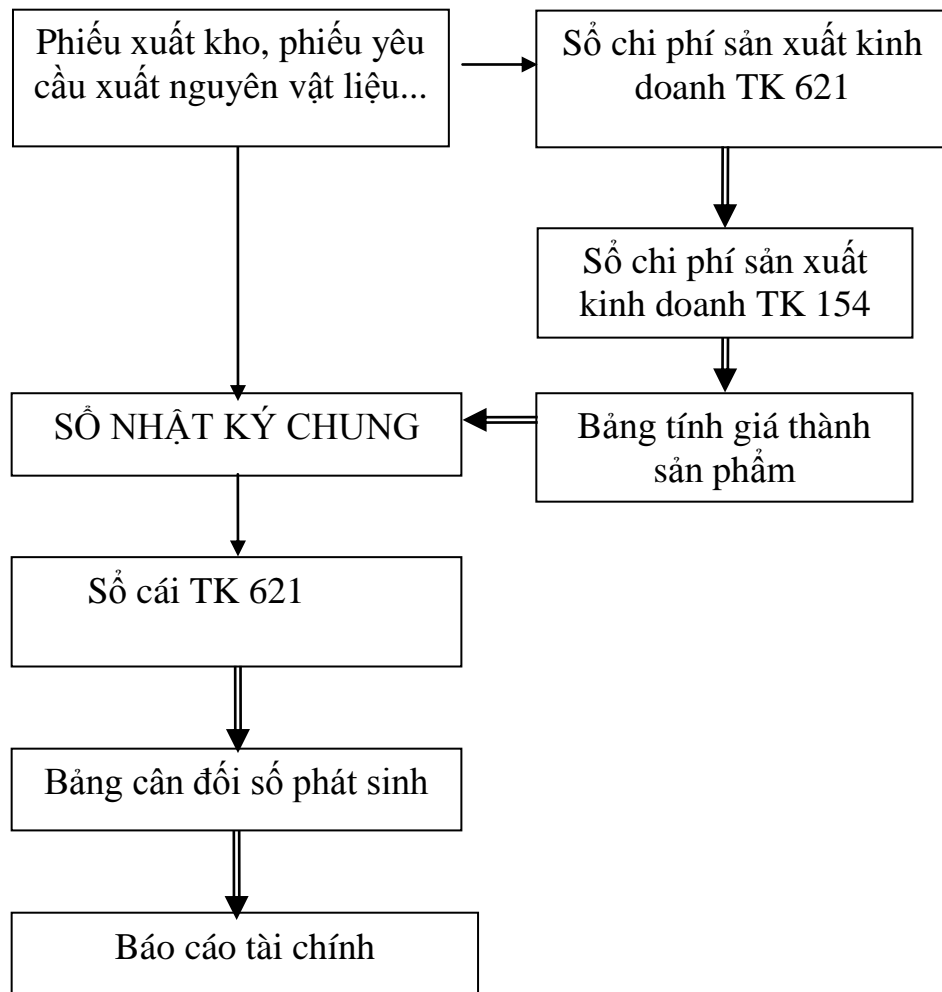 Phiếu xuất kho, phiếu yêu
cầu xuất nguyên vật liệu...
Sổ chi phí sản xuất kinh
doanh TK 621
Sổ chi phí sản xuất
kinh doanh TK 154
SỔ NHẬT KÝ CHUNG
Bảng tính giá thành
sản phẩm
Sổ cái TK 621
Bảng cân đối số phát sinh
Báo cáo tài chính